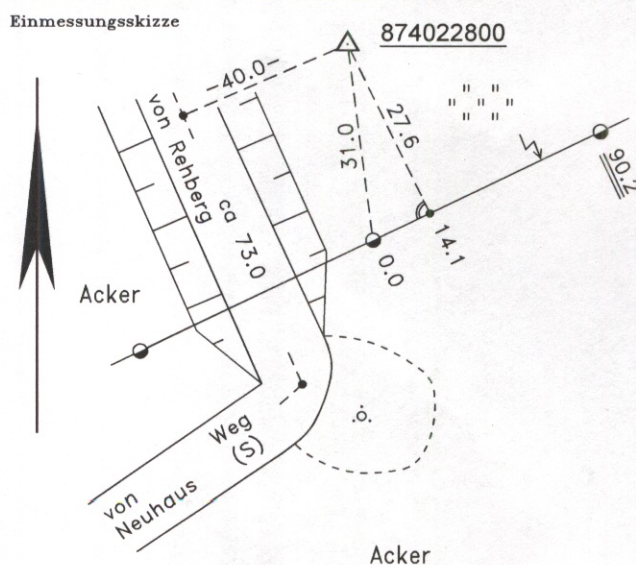 Einmessungsskizze
874022800
40.0
von Rehberg
ca 73.0
31.0
27.6
90.2
14.1
0.0
Acker
Weg
(S)
von
Neuhaus
Acker